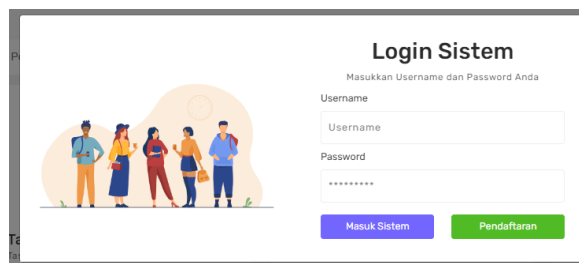 Login Sistem
Masukkan Username dan Password Anda
Username
Username
Password
*********
Masuk Sistem
Pendaftaran